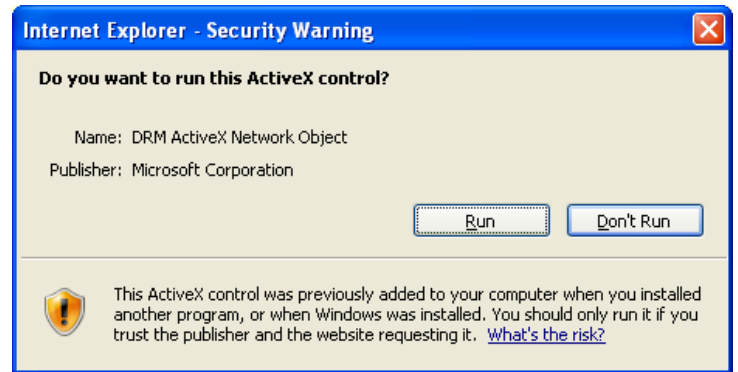 Internet Explorer - Security Warning
Do you want to run this ActiveX control?
Name: DRM ActiveX Network Object
Publisher: Microsoft Corporation
Run Don't Run
This ActiveX control was previously added to your computer when you installed
another program, or when Windows was installed. You should only run it if you
trust the publisher and the website requesting it. What's the risk?